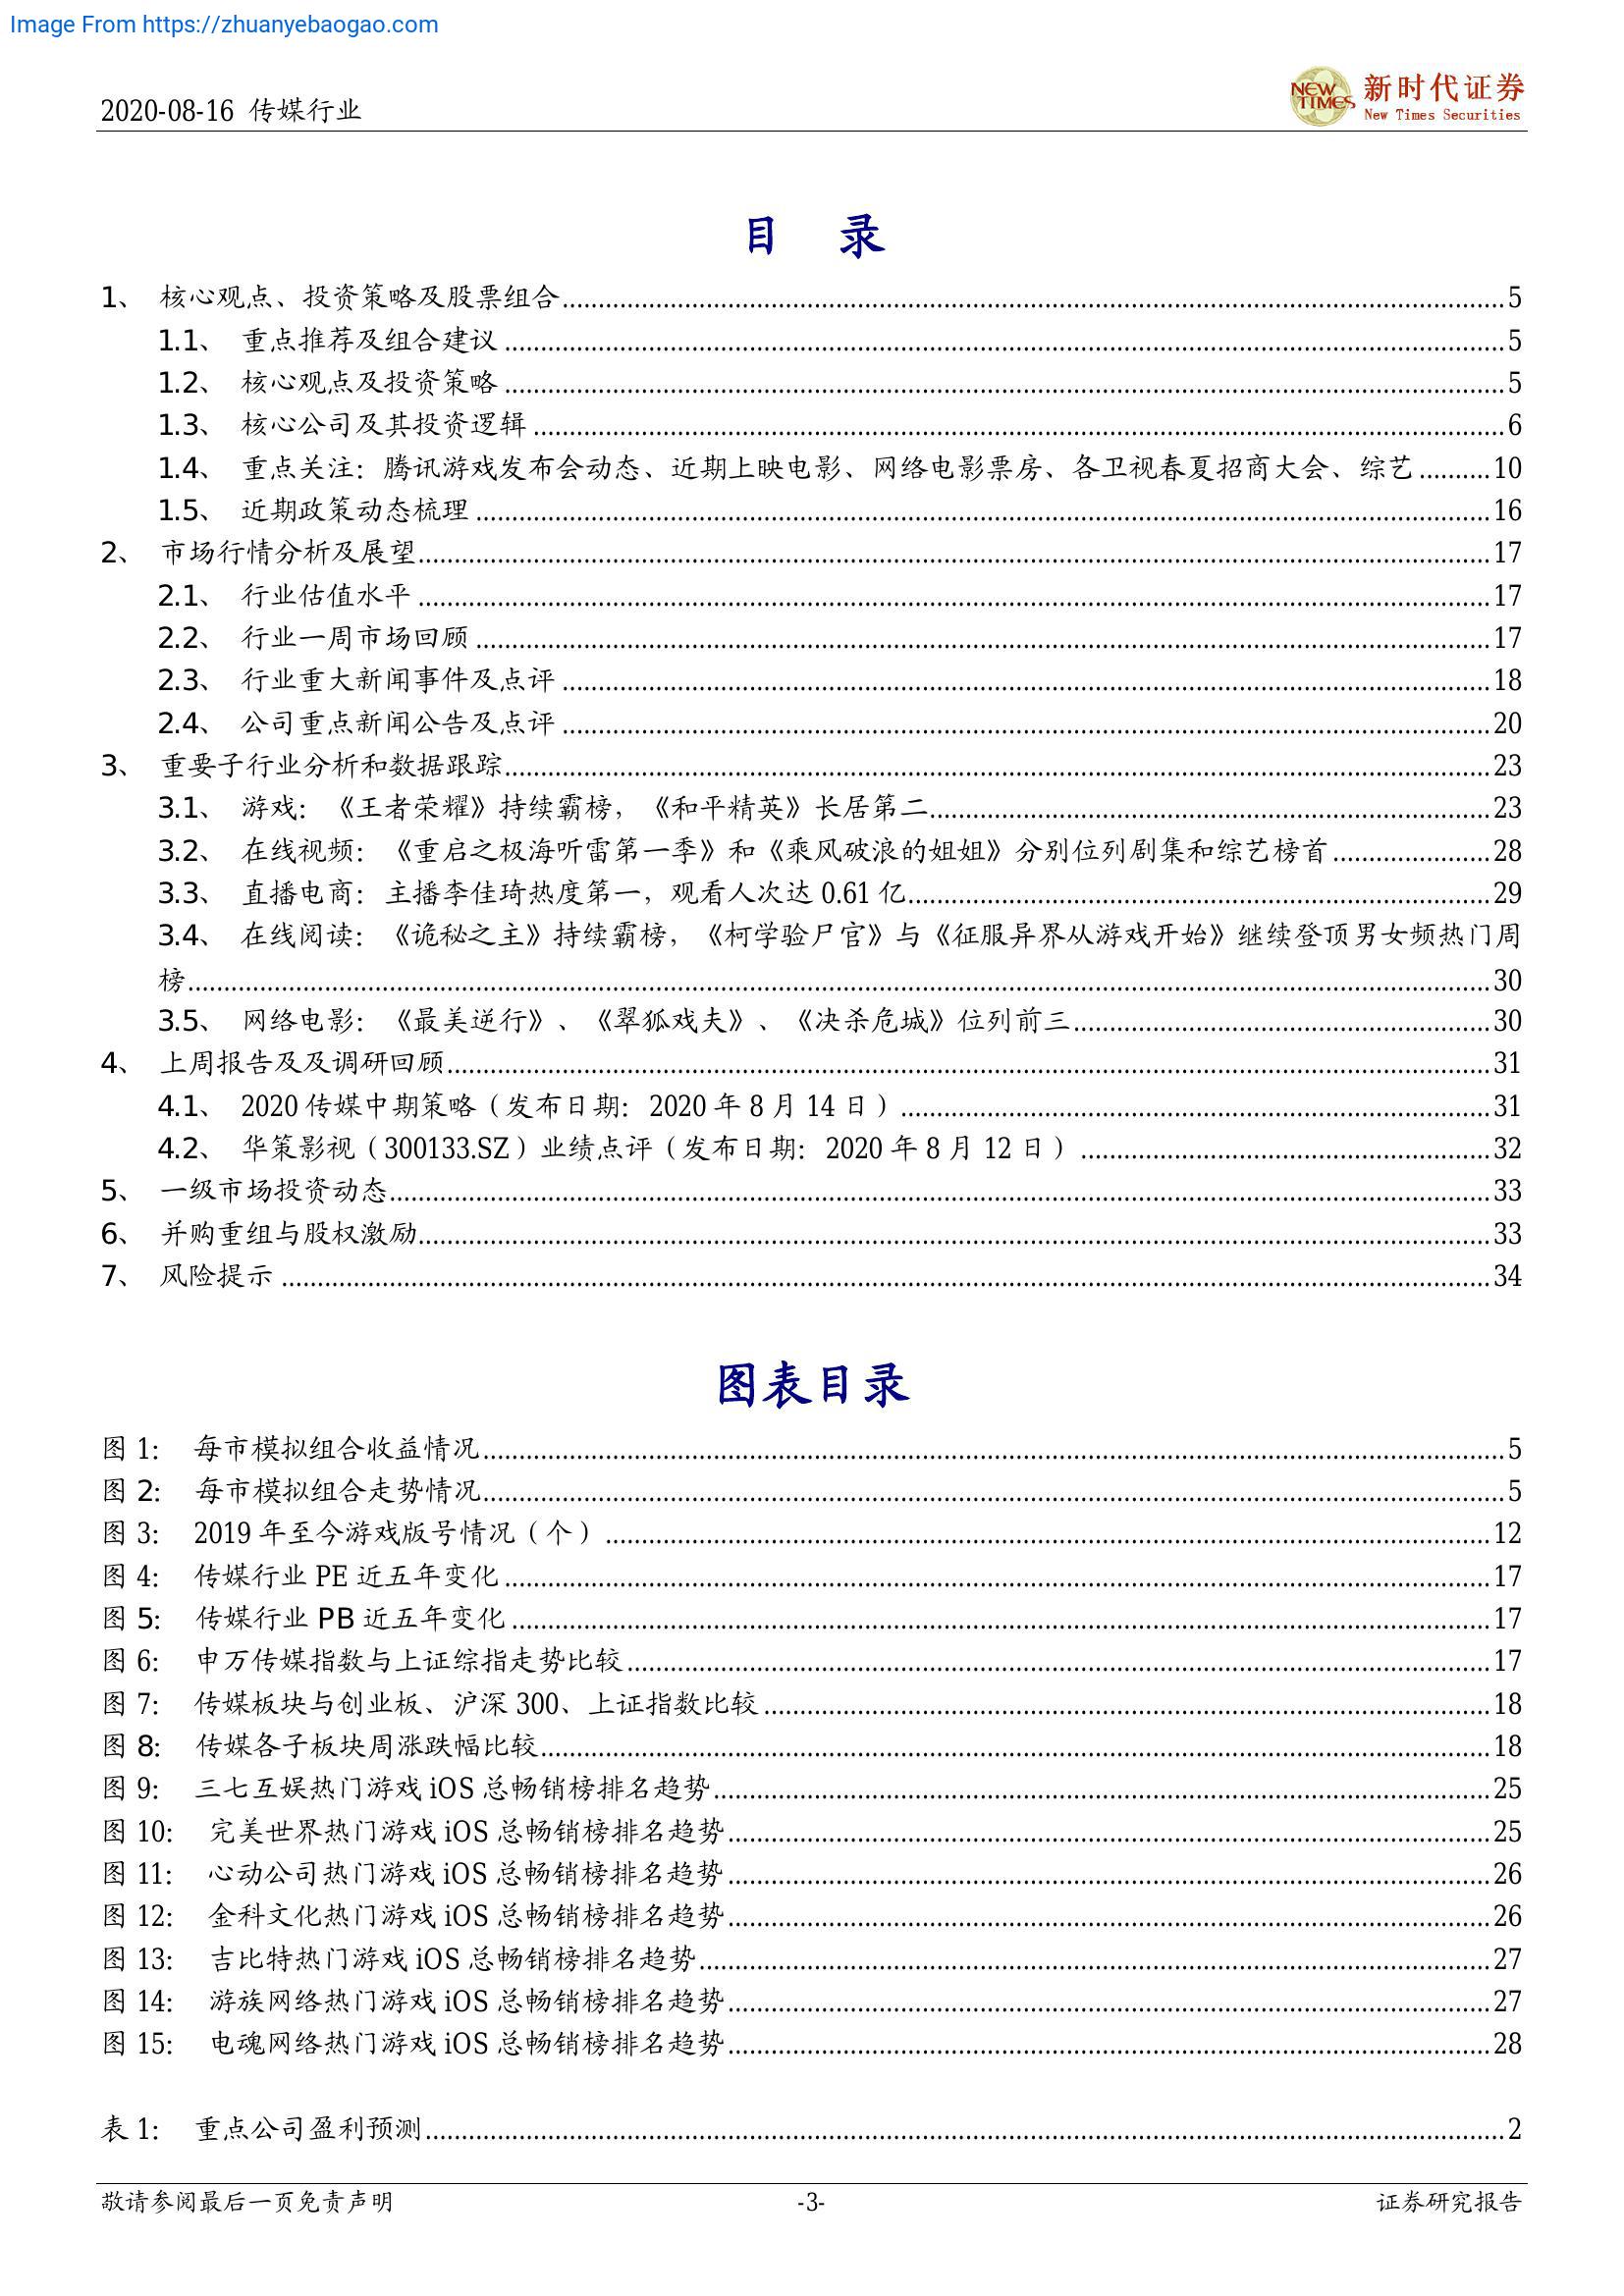 Image From https://zhuanyebaogao.com
2020-08-16 传媒行业
NEW TIMES 新时代证券
New Times Securities
目 录
1、 核心观点、投资策略及股票组合 5
1.1、 重点推荐及组合建议 5
1.2、 核心观点及投资策略 5
1.3、 核心公司及其投资逻辑 6
1.4、 重点关注：腾讯游戏发布会动态、近期上映电影、网络电影票房、各卫视春夏招商大会、综艺 10
1.5、 近期政策动态梳理 16
2、 市场行情分析及展望 17
2.1、 行业估值水平 17
2.2、 行业一周市场回顾 17
2.3、 行业重大新闻事件及点评 18
2.4、 公司重点新闻公告及点评 20
3、 重要子行业分析和数据跟踪 23
3.1、 游戏：《王者荣耀》持续霸榜，《和平精英》长居第二 23
3.2、 在线视频：《重启之极海听雷第一季》和《乘风破浪的姐姐》分别位列剧集和综艺榜首 28
3.3、 直播电商：主播李佳琦热度第一，观看人次达 0.61 亿 29
3.4、 在线阅读：《诡秘之主》持续霸榜，《柯学验尸官》与《征服异界从游戏开始》继续登顶男女频热门周
榜 30
3.5、 网络电影：《最美逆行》、《翠狐戏夫》、《决杀危城》位列前三 30
4、 上周报告及及调研回顾 31
4.1、 2020 传媒中期策略（发布日期：2020 年 8 月 14 日） 31
4.2、 华策影视（300133.SZ）业绩点评（发布日期：2020 年 8 月 12 日） 32
5、 一级市场投资动态 33
6、 并购重组与股权激励 33
7、 风险提示 34
图表目录
图 1： 每市模拟组合收益情况 5
图 2： 每市模拟组合走势情况 5
图 3： 2019 年至今游戏版号情况（个） 12
图 4： 传媒行业 PE 近五年变化 17
图 5： 传媒行业 PB 近五年变化 17
图 6： 申万传媒指数与上证综指走势比较 17
图 7： 传媒板块与创业板、沪深 300、上证指数比较 18
图 8： 传媒各子板块周涨跌幅比较 18
图 9： 三七互娱热门游戏 iOS 总畅销榜排名趋势 25
图 10： 完美世界热门游戏 iOS 总畅销榜排名趋势 25
图 11： 心动公司热门游戏 iOS 总畅销榜排名趋势 26
图 12： 金科文化热门游戏 iOS 总畅销榜排名趋势 26
图 13： 吉比特热门游戏 iOS 总畅销榜排名趋势 27
图 14： 游族网络热门游戏 iOS 总畅销榜排名趋势 27
图 15： 电魂网络热门游戏 iOS 总畅销榜排名趋势 28
表 1： 重点公司盈利预测 2
敬请参阅最后一页免责声明 -3- 证券研究报告